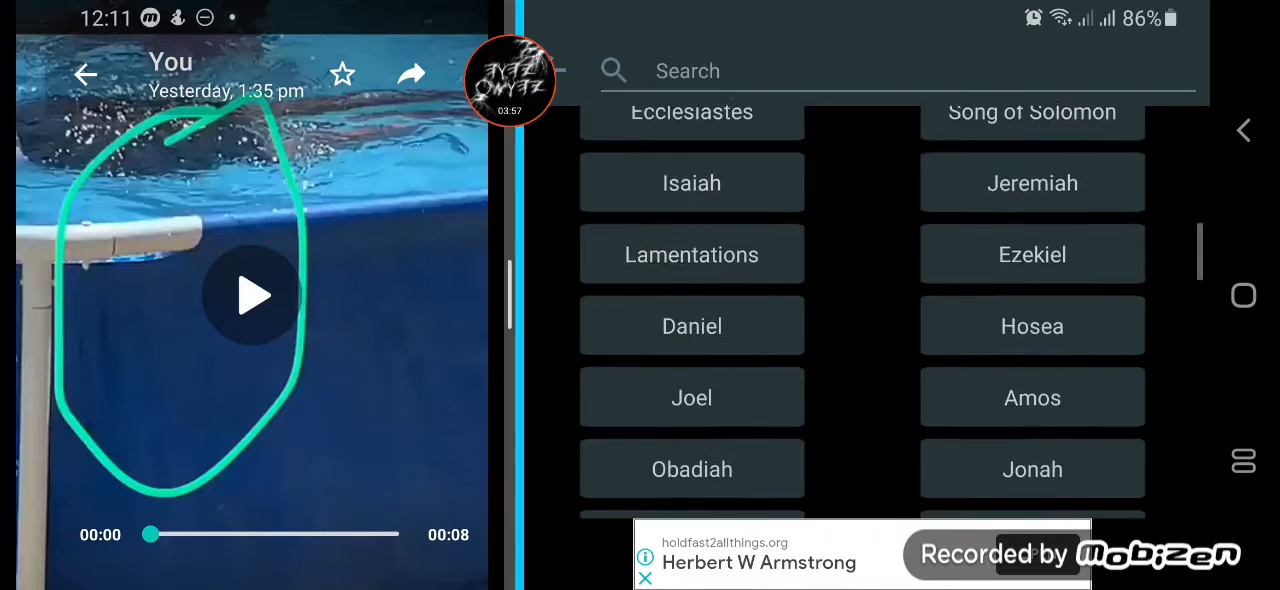 12:11
You
Yesterday, 1:35 pm
00:00
00:08
03:57
86%
Search
Ecclesiastes
Song of Solomon
Isaiah
Jeremiah
Lamentations
Ezekiel
Daniel
Hosea
Joel
Amos
Obadiah
Jonah
holdfast2allthings.org
Herbert W Armstrong
Recorded by Mobizen